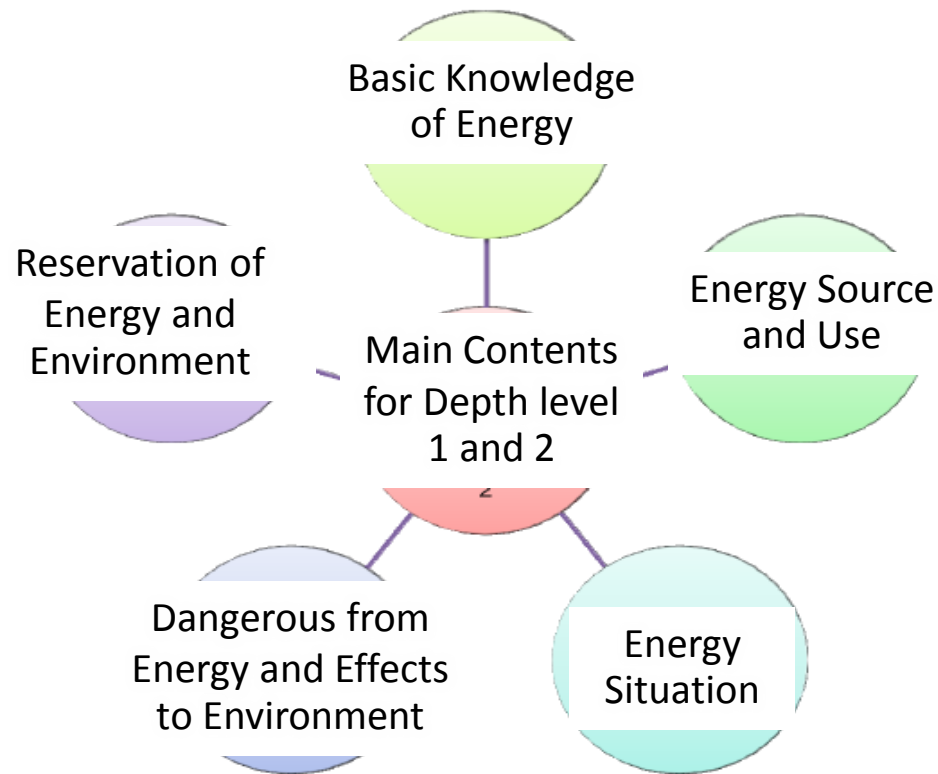 Basic Knowledge
of Energy
Energy Source
and Use
Energy
Situation
Dangerous from
Energy and Effects
to Environment
Reservation of
Energy and
Environment
Main Contents
for Depth level
1 and 2
2